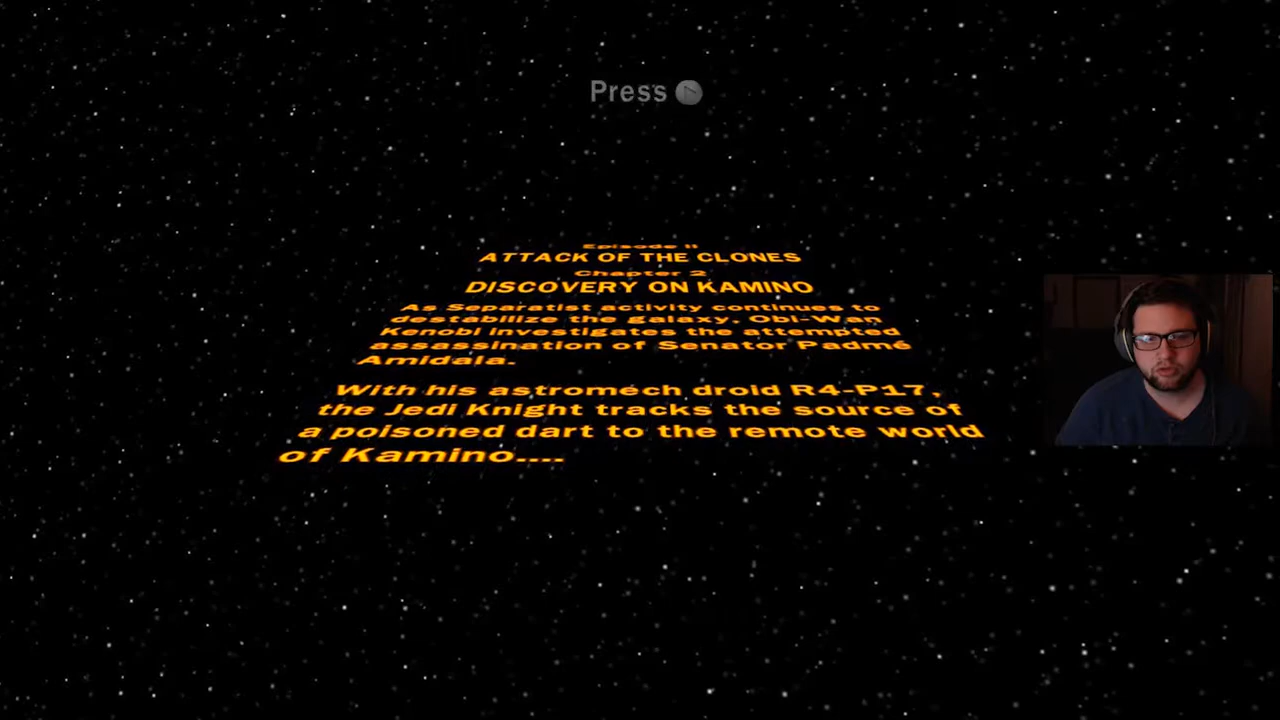 Press
Episode II
ATTACK OF THE CLONES
Chapter 2
DISCOVERY ON KAMINO
As Separatist activity continues to
destabilize the galaxy, Obi-Wan
Kenobi investigates the attempted
assassination of Senator Padmé
Amidala.
With his astromech droid R4-P17,
the Jedi Knight tracks the source of
a poisoned dart to the remote world
of Kamino....